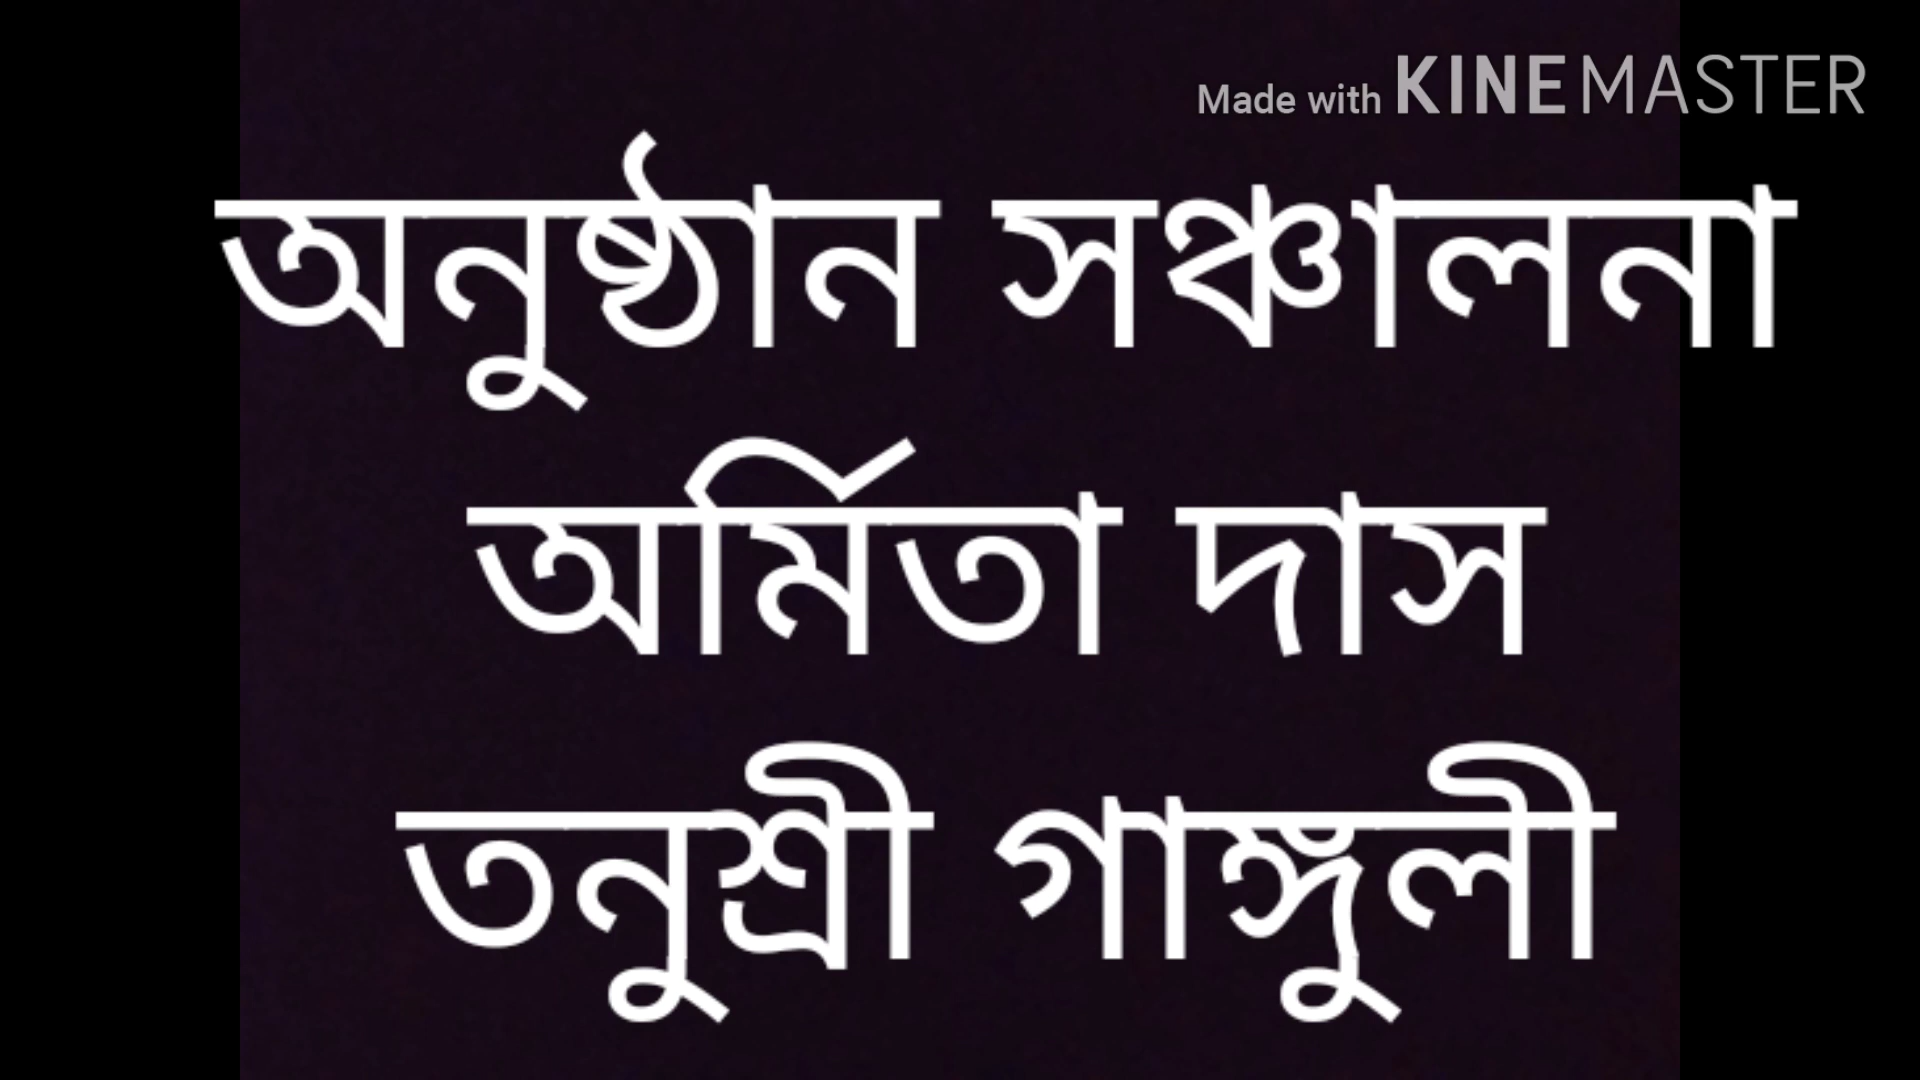 Made with KINEMASTER
অনুষ্ঠান সঞ্চালনা
অর্মিতা দাস
তনুশ্রী গাঙ্গুলী